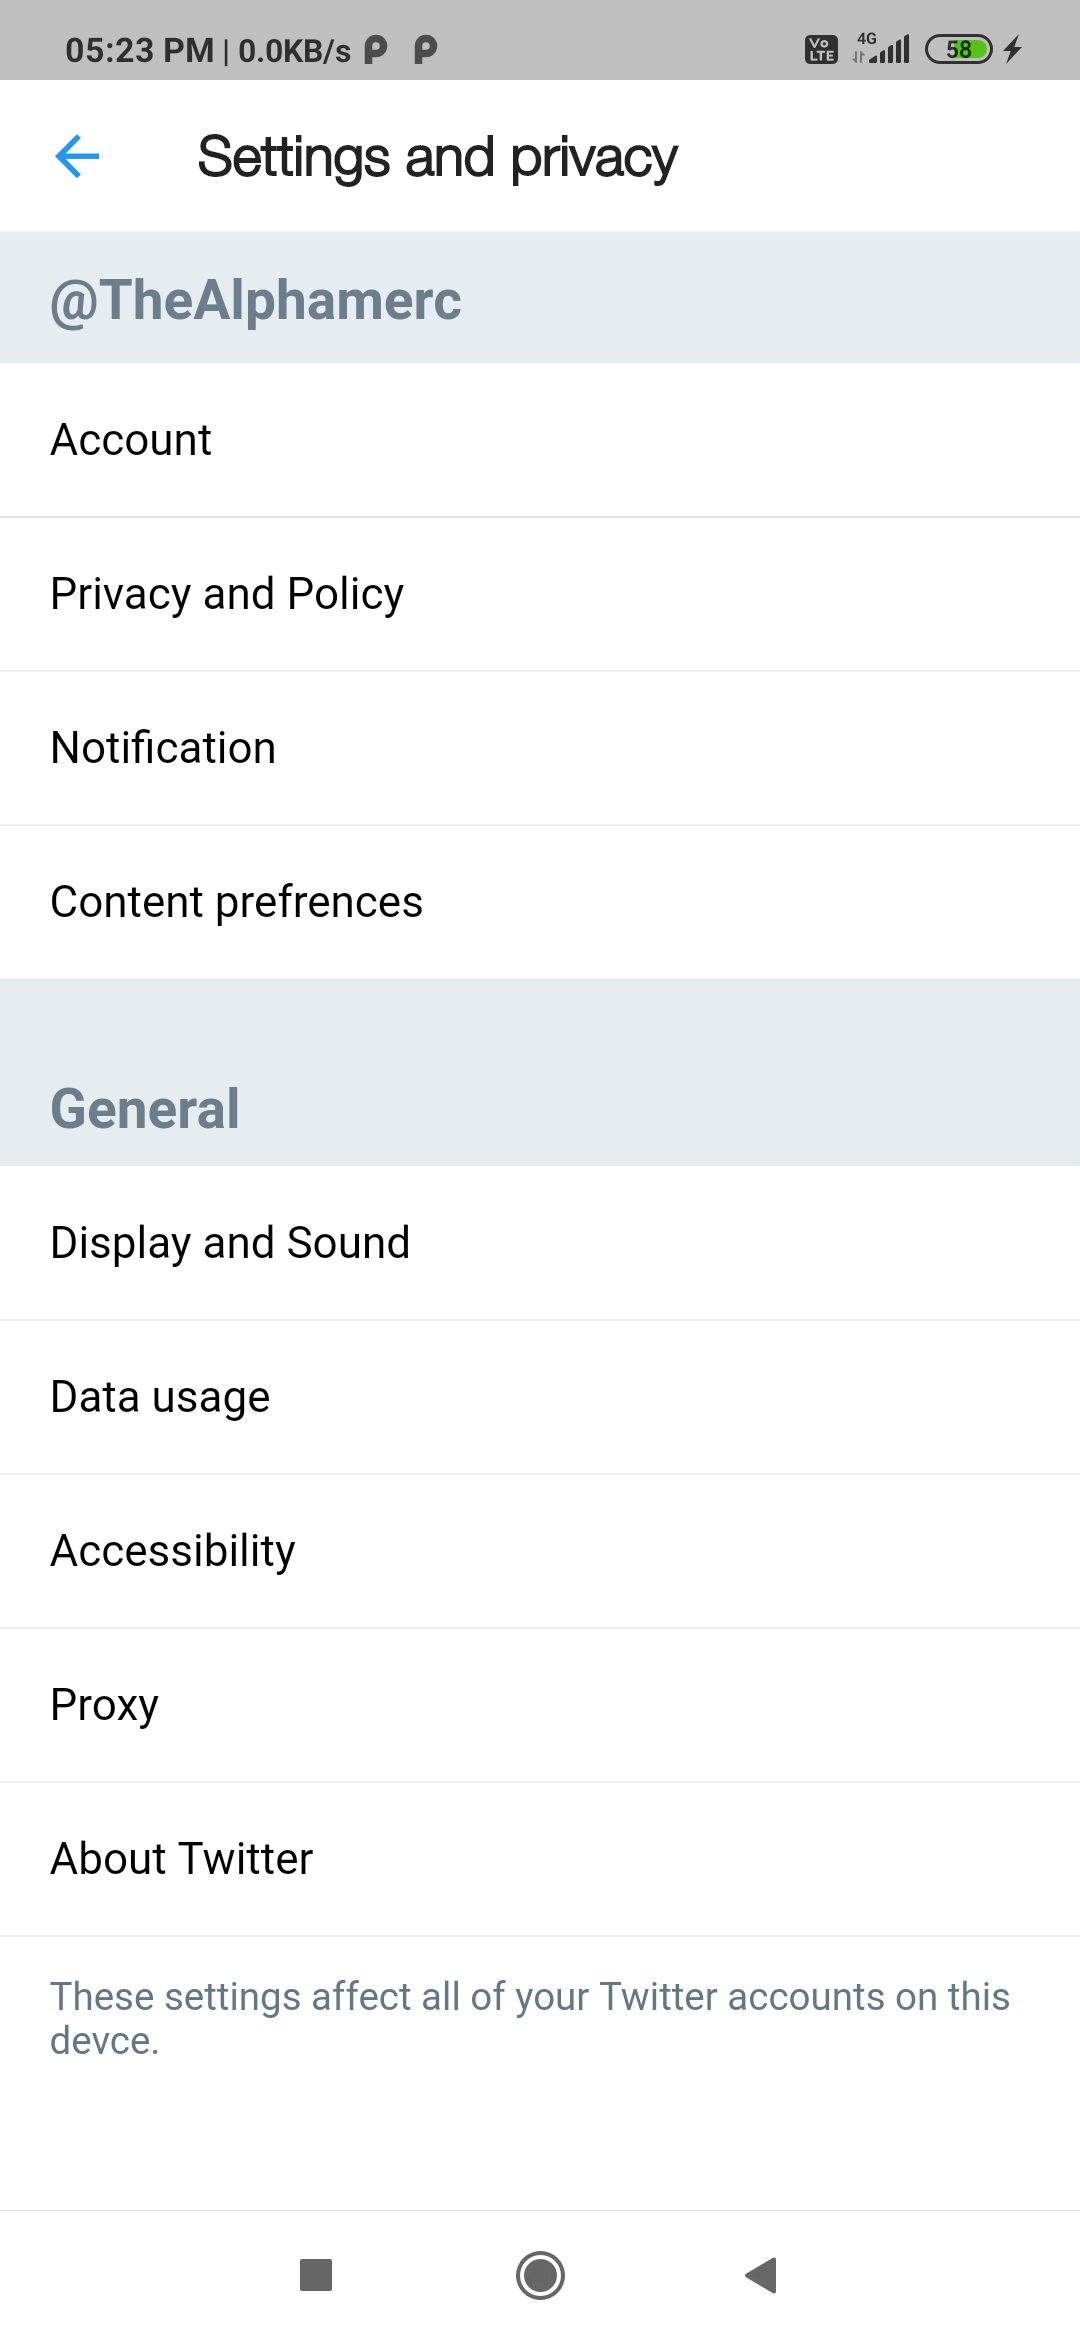 05:23 PM | 0.0KB/s
Vo LTE 4G 58
Settings and privacy
@TheAlphamerc
Account
Privacy and Policy
Notification
Content prefrences
General
Display and Sound
Data usage
Accessibility
Proxy
About Twitter
These settings affect all of your Twitter accounts on this
devce.